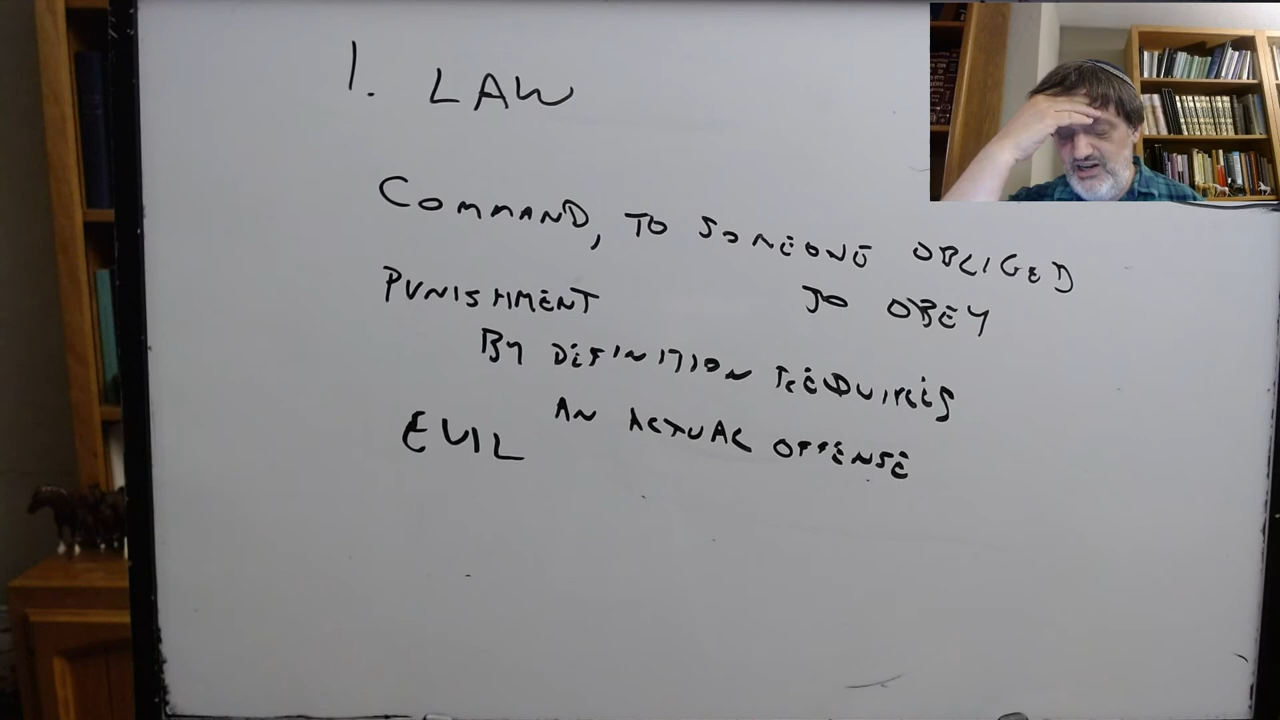 1. LAW
COMMAND, TO SOMEONE OBLIGED
TO OBEY
PUNISHMENT
BY DEFINITION REQUIRES
AN ACTUAL OFFENSE
EVIL